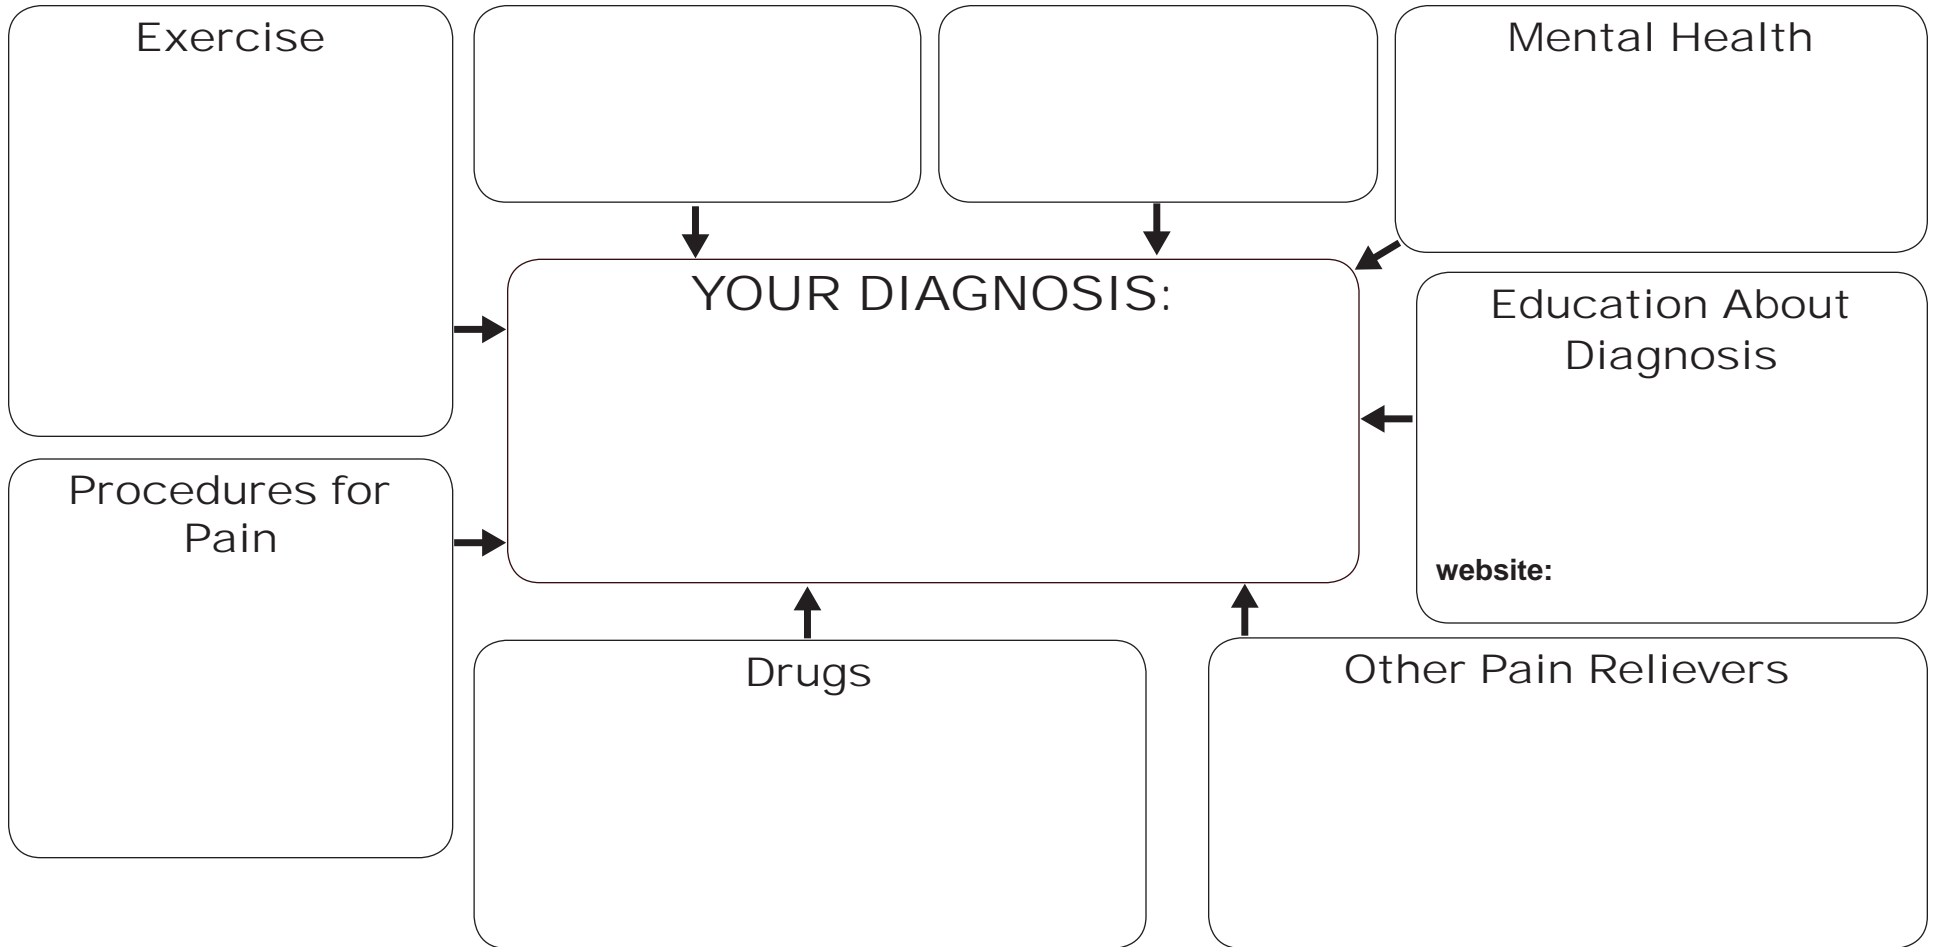 Exercise
Mental Health
YOUR DIAGNOSIS:
Education About
Diagnosis
website:
Procedures for
Pain
Drugs
Other Pain Relievers